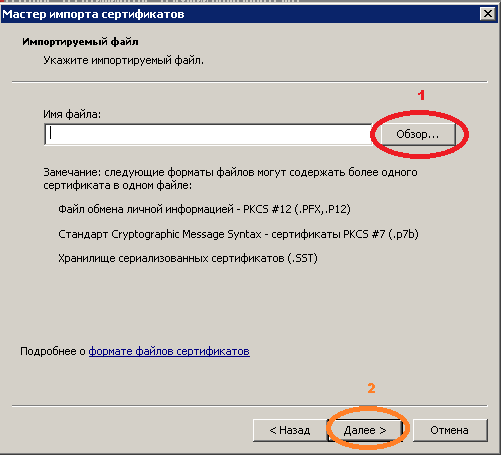 Мастер импорта сертификатов
Импортируемый файл
Укажите импортируемый файл.
1
Имя файла:
Обзор...
Замечание: следующие форматы файлов могут содержать более одного
сертификата в одном файле:
Файл обмена личной информацией - PKCS #12 (.PFX,.P12)
Стандарт Cryptographic Message Syntax - сертификаты PKCS #7 (.p7b)
Хранилище сериализованных сертификатов (.SST)
Подробнее о формате файлов сертификатов
2
< Назад
Далее >
Отмена